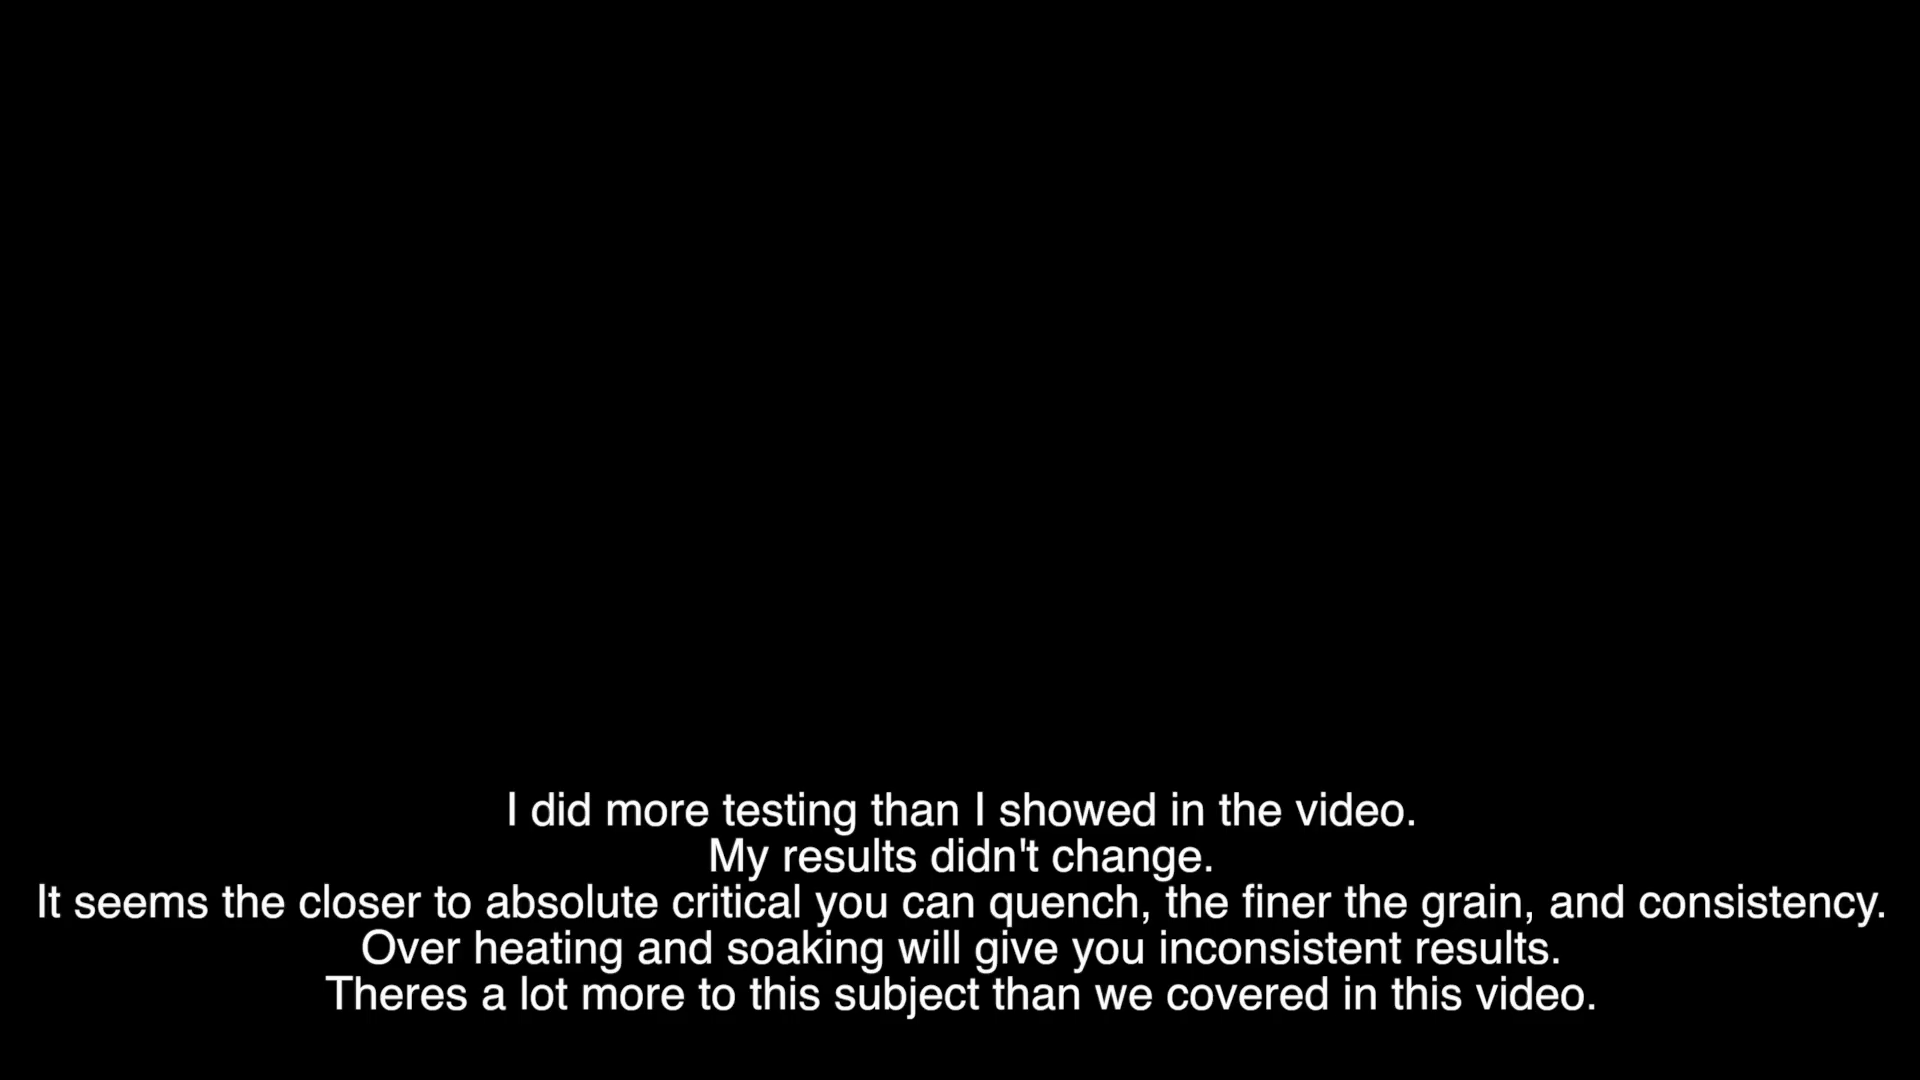 I did more testing than I showed in the video.
My results didn't change.
It seems the closer to absolute critical you can quench, the finer the grain, and consistency.
Over heating and soaking will give you inconsistent results.
Theres a lot more to this subject than we covered in this video.